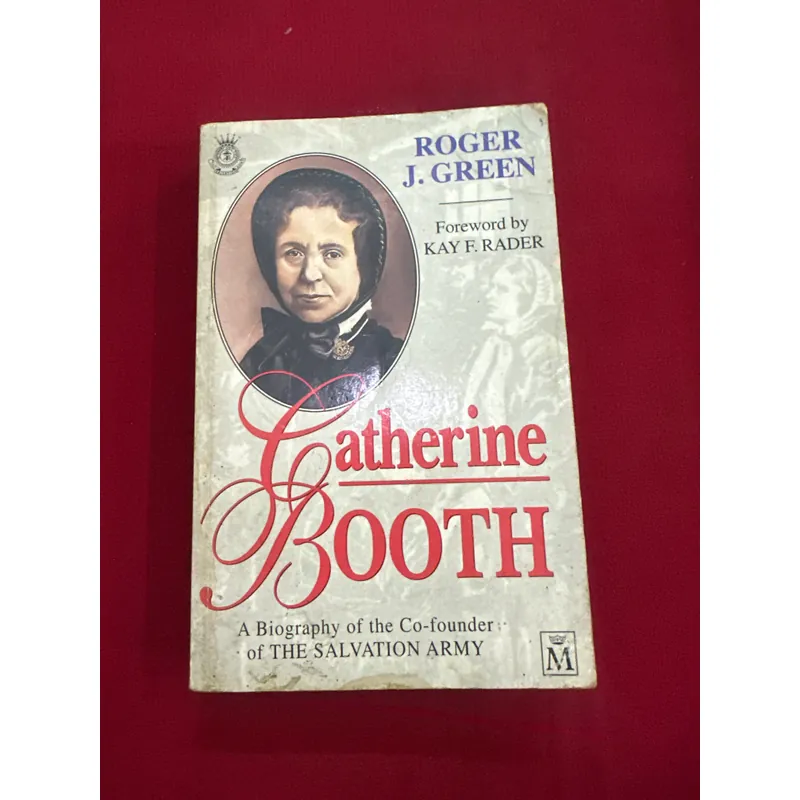 ROGER
J. GREEN
Foreword by
KAY F. RADER
Catherine
BOOTH
A Biography of the Co-founder
of THE SALVATION ARMY
M